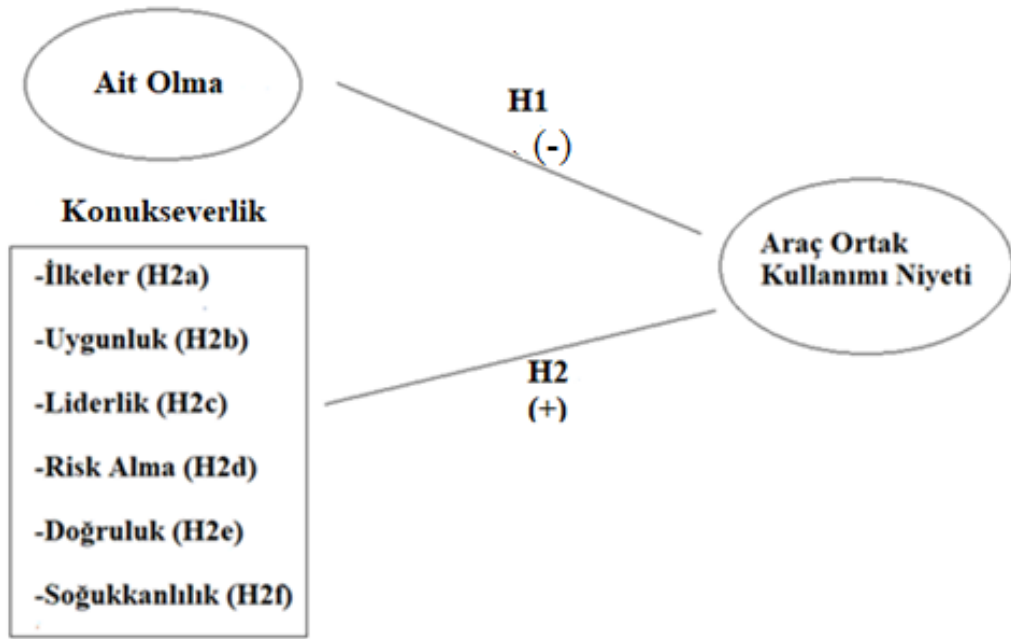 Ait Olma
H1
(-)
Konukseverlik
-İlkeler (H2a)
-Uygunluk (H2b)
-Liderlik (H2c)
-Risk Alma (H2d)
-Doğruluk (H2e)
-Soğukkanlılık (H2f)
Araç Ortak
Kullanımı Niyeti
H2
(+)